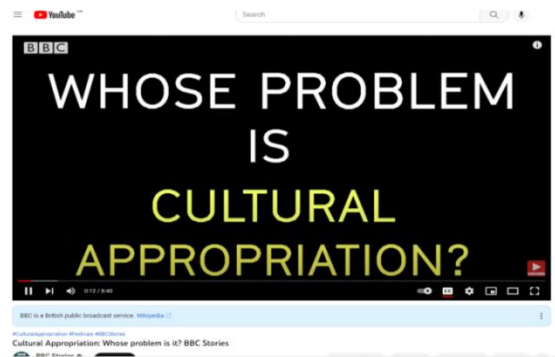 YouTube
Search
BBC
WHOSE PROBLEM
IS
CULTURAL
APPROPRIATION?
0:12 / 8:40
BBC is a British public broadcast service. Wikipedia
#CulturalAppropriation #Festivals #BBCStories
Cultural Appropriation: Whose problem is it? BBC Stories
BBC Stories